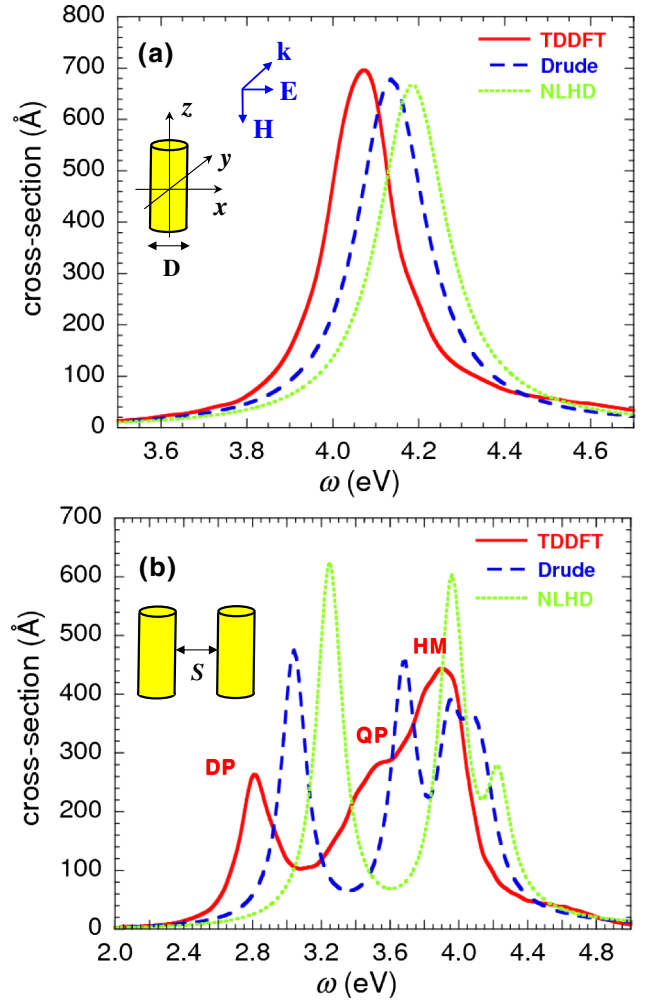 800
700
600
500
400
300
200
100
0
cross-section (Å)
(a)
k
E
H
z
y
x
D
TDDFT
Drude
NLHD
3.6 3.8 4.0 4.2 4.4 4.6
ω (eV)
700
600
500
400
300
200
100
0
cross-section (Å)
(b)
S
TDDFT
Drude
NLHD
HM
QP
DP
2.0 2.4 2.8 3.2 3.6 4.0 4.4 4.8
ω (eV)